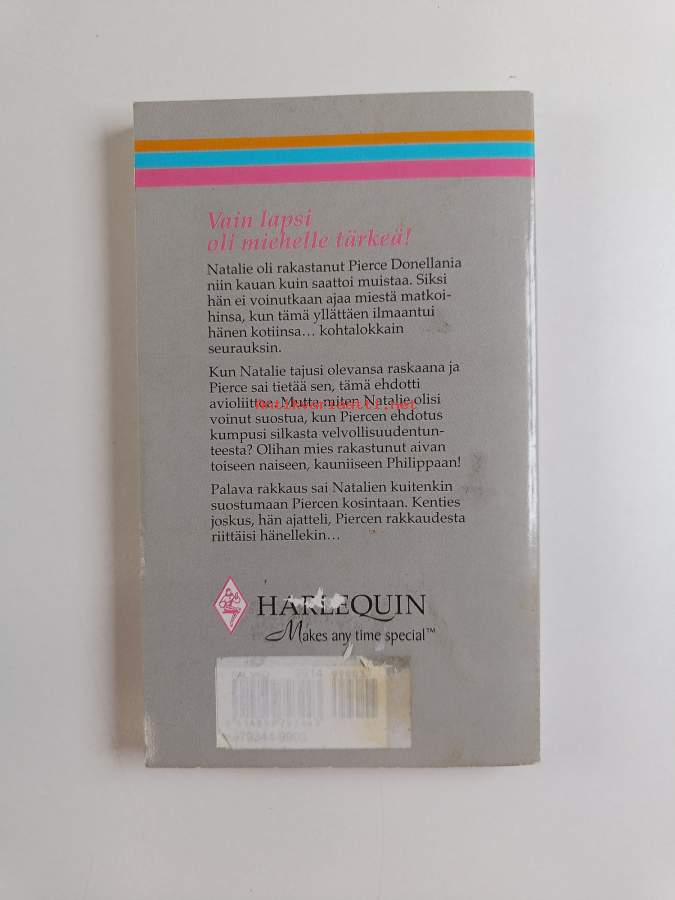 Vain lapsi
oli miehelle tärkeä!
Natalie oli rakastanut Pierce Donellania
niin kauan kuin saattoi muistaa. Siksi
hän ei voinutkaan ajaa miestä matkoi-
hinsa, kun tämä yllättäen ilmaantui
hänen kotiinsa... kohtalokkain
seurauksin.
Kun Natalie tajusi olevansa raskaana ja
Pierce sai tietää sen, tämä ehdotti
avioliittoa. Mutta miten Natalie olisi
Antikvariaatti.net
voinut suostua, kun Piercen ehdotus
kumpusi silkasta velvollisuudentun-
teesta? Olihan mies rakastunut aivan
toiseen naiseen, kauniiseen Philippaan!
Palava rakkaus sai Natalien kuitenkin
suostumaan Piercen kosintaan. Kenties
joskus, hän ajatteli, Piercen rakkaudesta
riittäisi hänellekin...
HARLEQUIN
Makes any time special™